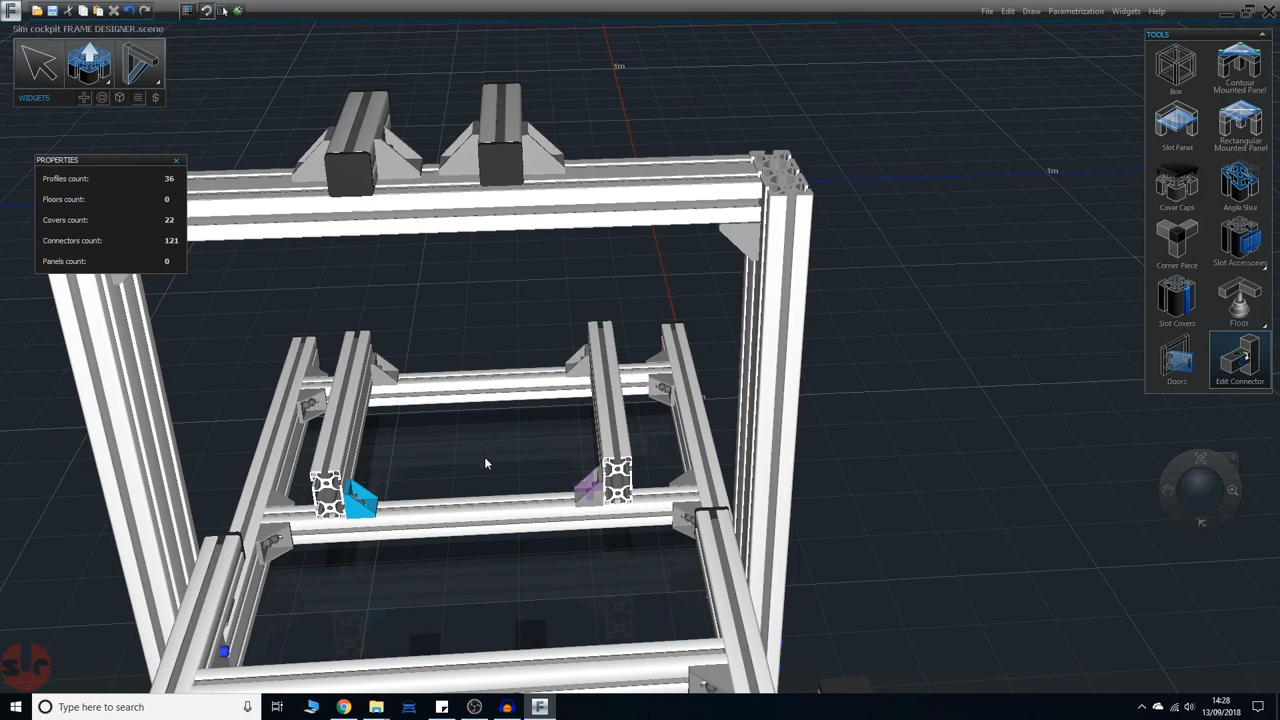 File Edit Draw Parametrization Widgets Help
Sim cockpit FRAME DESIGNER.scene
WIDGETS
PROPERTIES
Profiles count: 36
Floors count: 0
Covers count: 22
Connectors count: 121
Panels count: 0
1m
1m
TOOLS
Box
Contour Mounted Panel
Slot Panel
Rectangular Mounted Panel
Cover Caps
Angle Slice
Corner Piece
Slot Accessories
Slot Covers
Floor
Doors
Edit Connector
Type here to search
14:28
13/09/2018